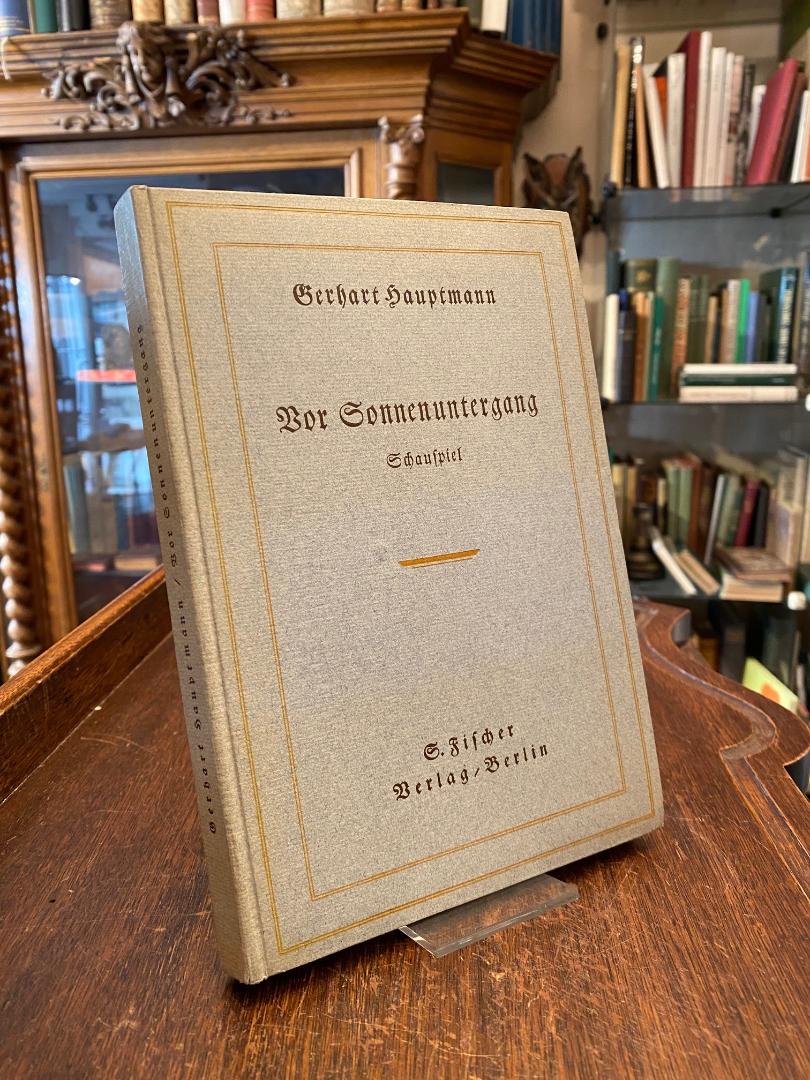 Gerhart Hauptmann
Vor Sonnenuntergang
Schauſpiel
S. Fiſcher
Verlag / Berlin
Gerhart Hauptmann / Vor Sonnenuntergang